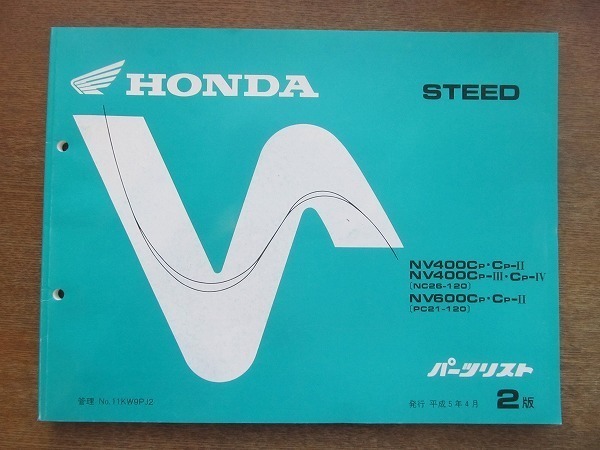 HONDA
STEED
NV400CP・CP-II
NV400CP-III・CP-IV
(NC26-120)
NV600CP・CP-II
(PC21-120)
パーツリスト
管理 No.11KW9PJ2
発行 平成5年4月 2版